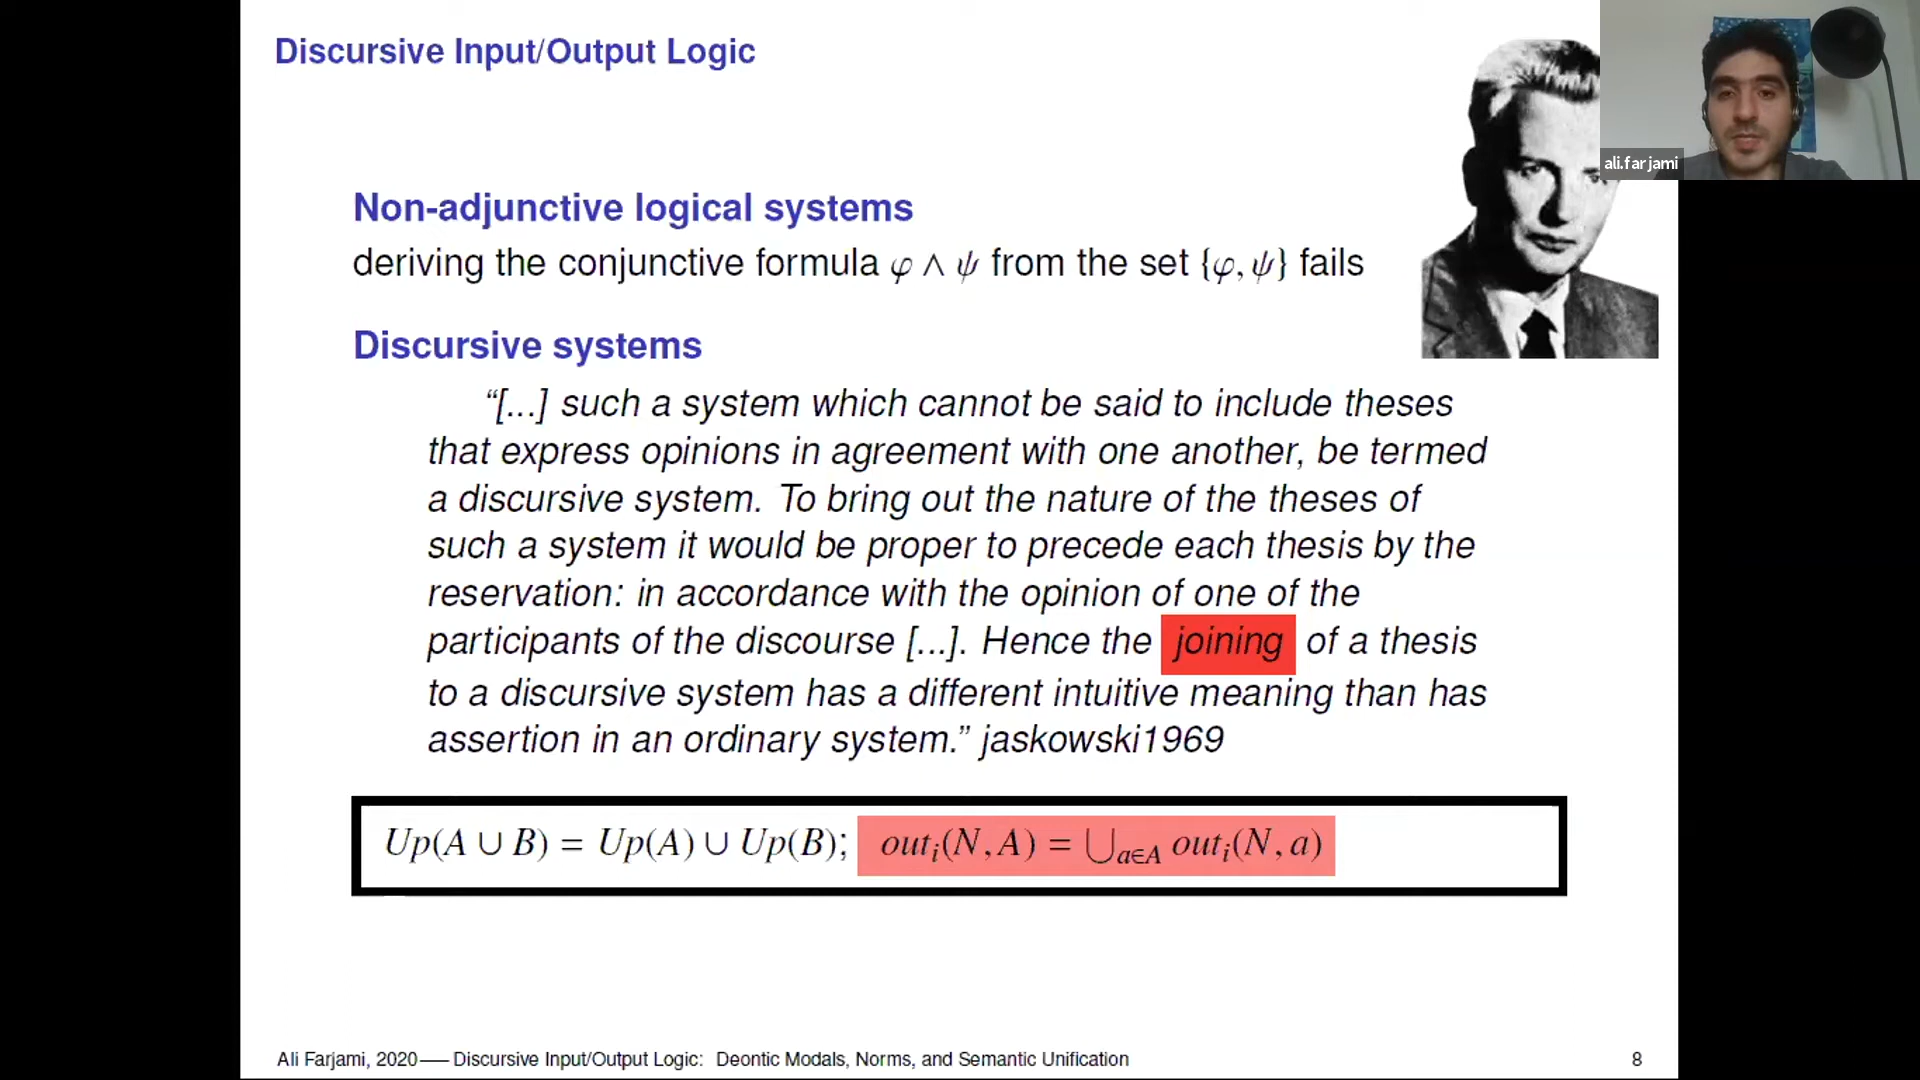 Discursive Input/Output Logic
ali.farjami
Non-adjunctive logical systems
deriving the conjunctive formula φ ∧ ψ from the set {φ, ψ} fails
Discursive systems
“[...] such a system which cannot be said to include theses
that express opinions in agreement with one another, be termed
a discursive system. To bring out the nature of the theses of
such a system it would be proper to precede each thesis by the
reservation: in accordance with the opinion of one of the
participants of the discourse [...]. Hence the joining of a thesis
to a discursive system has a different intuitive meaning than has
assertion in an ordinary system.” jaskowski1969
Up(A ∪ B) = Up(A) ∪ Up(B); outᵢ(N, A) = ⋃ₐ∈A outᵢ(N, a)
Ali Farjami, 2020—— Discursive Input/Output Logic: Deontic Modals, Norms, and Semantic Unification 8